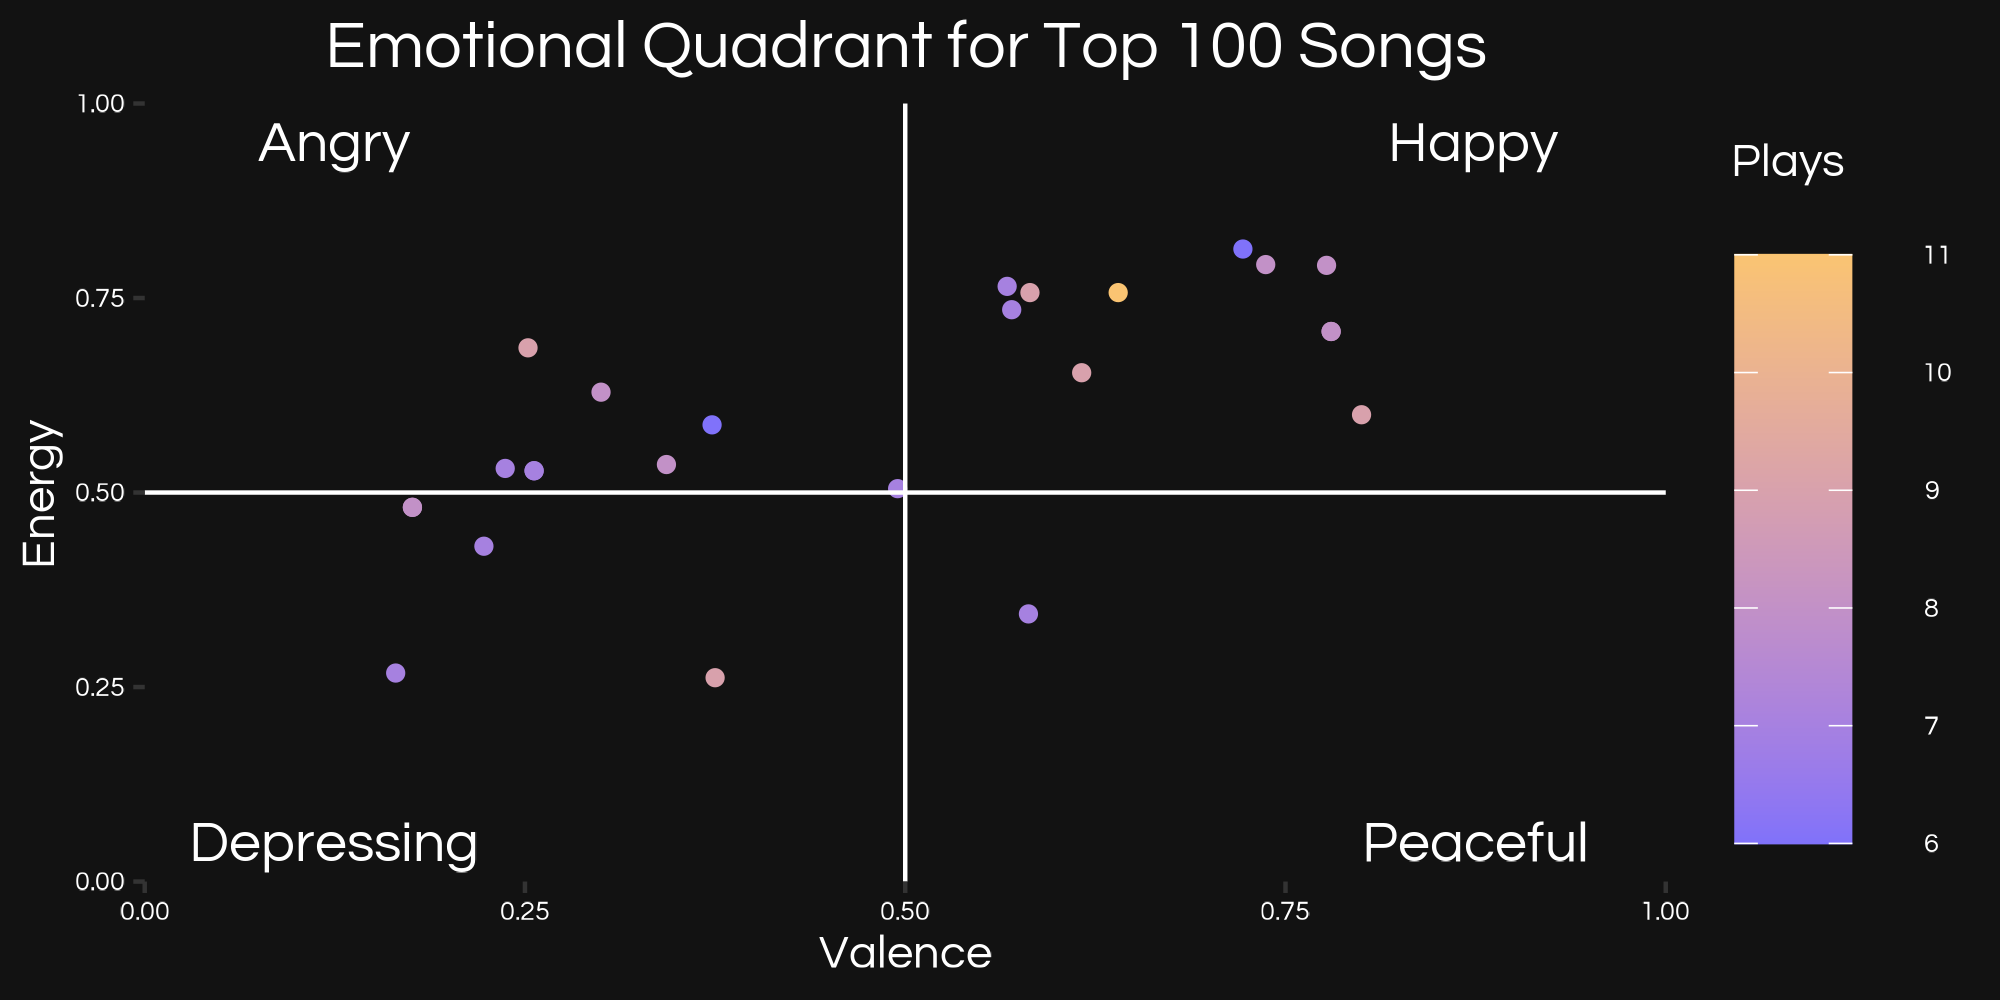 Emotional Quadrant for Top 100 Songs
1.00
Angry
Happy
Plays
11
0.75
10
Energy
0.50
9
8
0.25
7
Depressing
Peaceful
6
0.00
0.00 0.25 0.50 0.75 1.00
Valence